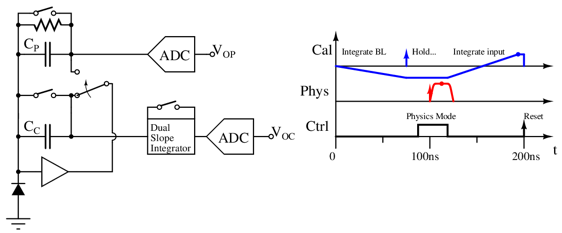 C_P
ADC
V_OP
C_C
Dual
Slope
Integrator
ADC
V_OC
Cal
Integrate BL
Hold...
Integrate input
Phys
Physics Mode
Ctrl
Reset
0
100ns
200ns
t